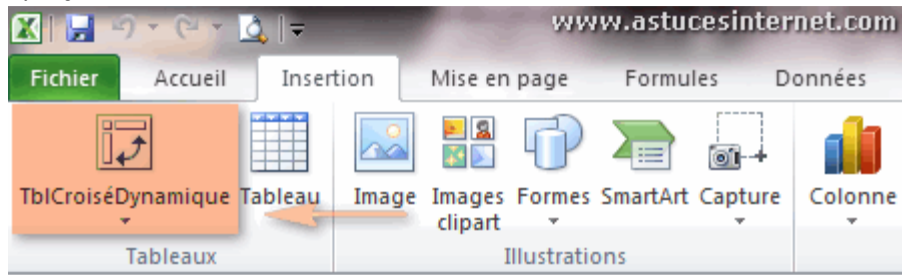 www.astucesinternet.com
Fichier Accueil Insertion Mise en page Formules Données
TblCroiséDynamique Tableau Image Images Formes SmartArt Capture Colonne
clipart
Tableaux Illustrations